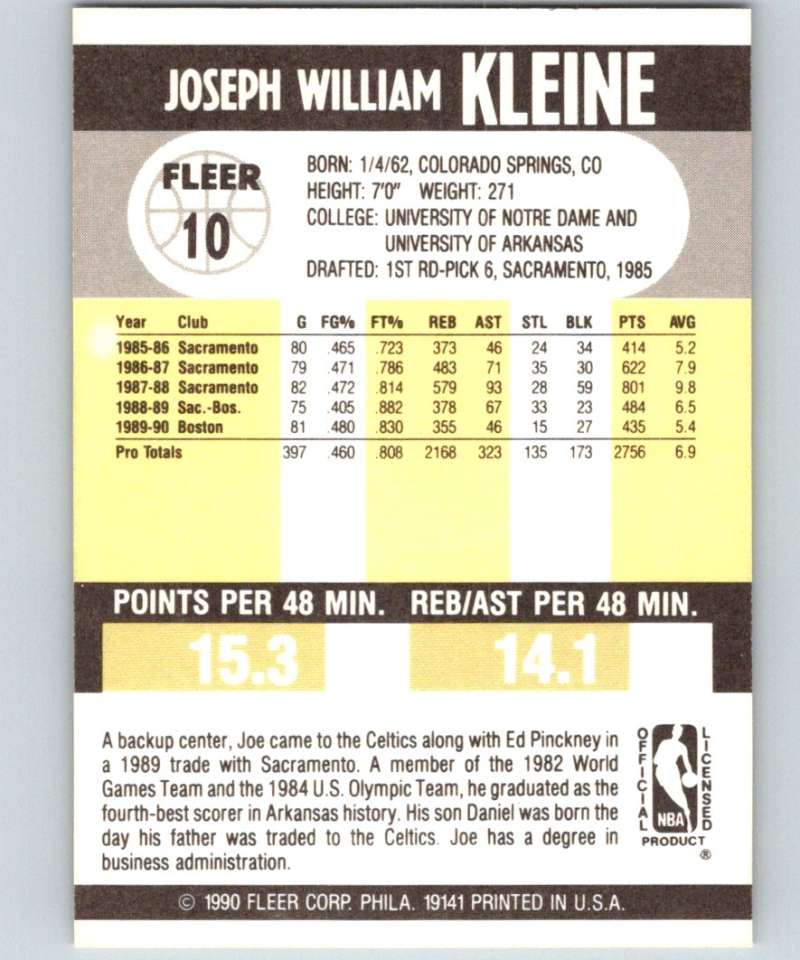 JOSEPH WILLIAM KLEINE
FLEER
10
BORN: 1/4/62, COLORADO SPRINGS, CO
HEIGHT: 7'0" WEIGHT: 271
COLLEGE: UNIVERSITY OF NOTRE DAME AND
UNIVERSITY OF ARKANSAS
DRAFTED: 1ST RD-PICK 6, SACRAMENTO, 1985
Year Club G FG% FT% REB AST STL BLK PTS AVG
1985-86 Sacramento 80 .465 .723 373 46 24 34 414 5.2
1986-87 Sacramento 79 .471 .786 483 71 35 30 622 7.9
1987-88 Sacramento 82 .472 .814 579 93 28 59 801 9.8
1988-89 Sac.-Bos. 75 .405 .882 378 67 33 23 484 6.5
1989-90 Boston 81 .480 .830 355 46 15 27 435 5.4
Pro Totals 397 .460 .808 2168 323 135 173 2756 6.9
POINTS PER 48 MIN. REB/AST PER 48 MIN.
15.3 14.1
A backup center, Joe came to the Celtics along with Ed Pinckney in
a 1989 trade with Sacramento. A member of the 1982 World
Games Team and the 1984 U.S. Olympic Team, he graduated as the
fourth-best scorer in Arkansas history. His son Daniel was born the
day his father was traded to the Celtics. Joe has a degree in
business administration.
OFFICIAL
NBA
LICENSED
PRODUCT
®
© 1990 FLEER CORP. PHILA. 19141 PRINTED IN U.S.A.